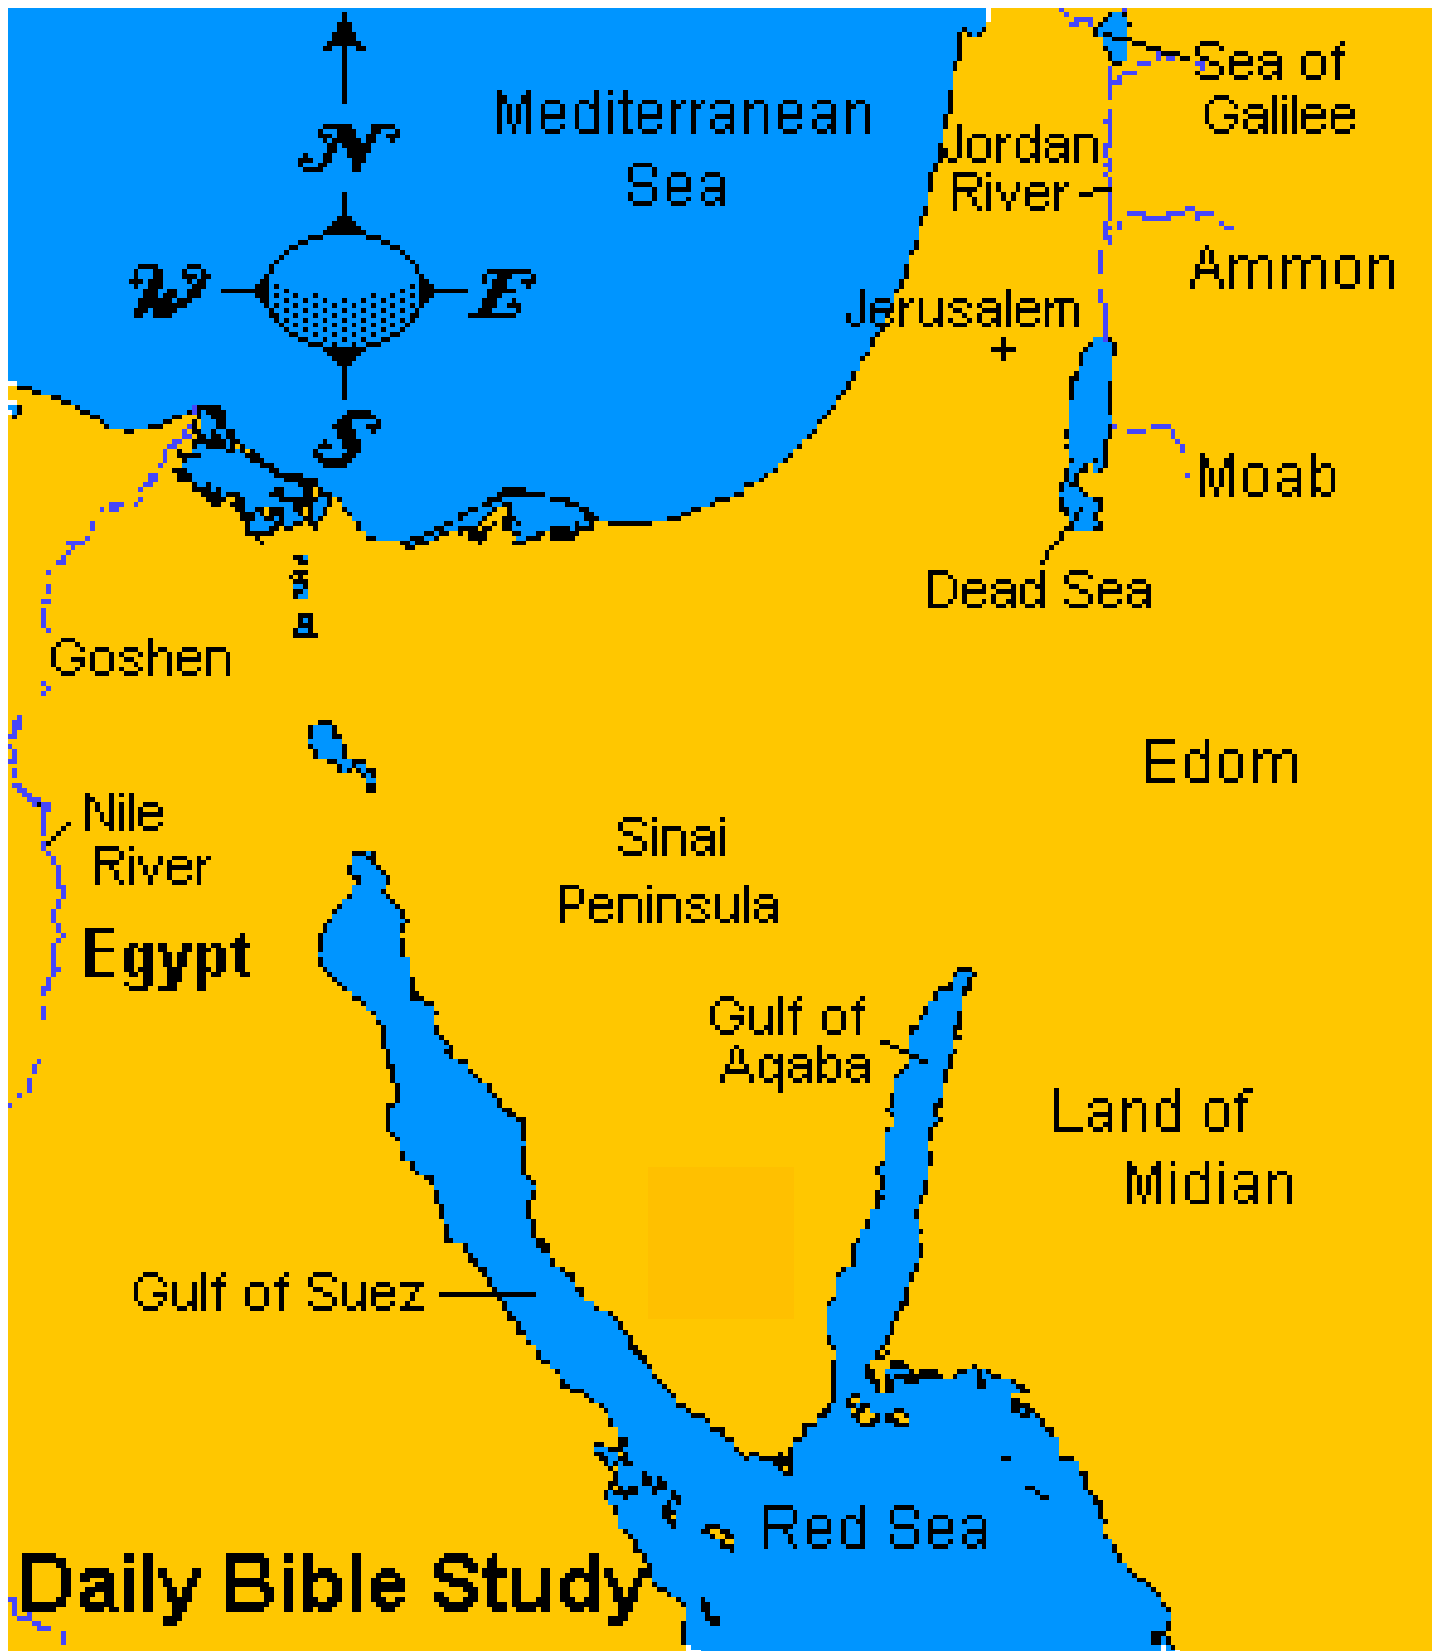 N
W
E
S
Mediterranean
Sea
Sea of
Galilee
Jordan
River
Ammon
Jerusalem
Moab
Dead Sea
Goshen
Edom
Nile
River
Sinai
Peninsula
Egypt
Gulf of
Aqaba
Land of
Midian
Gulf of Suez
Red Sea
Daily Bible Study